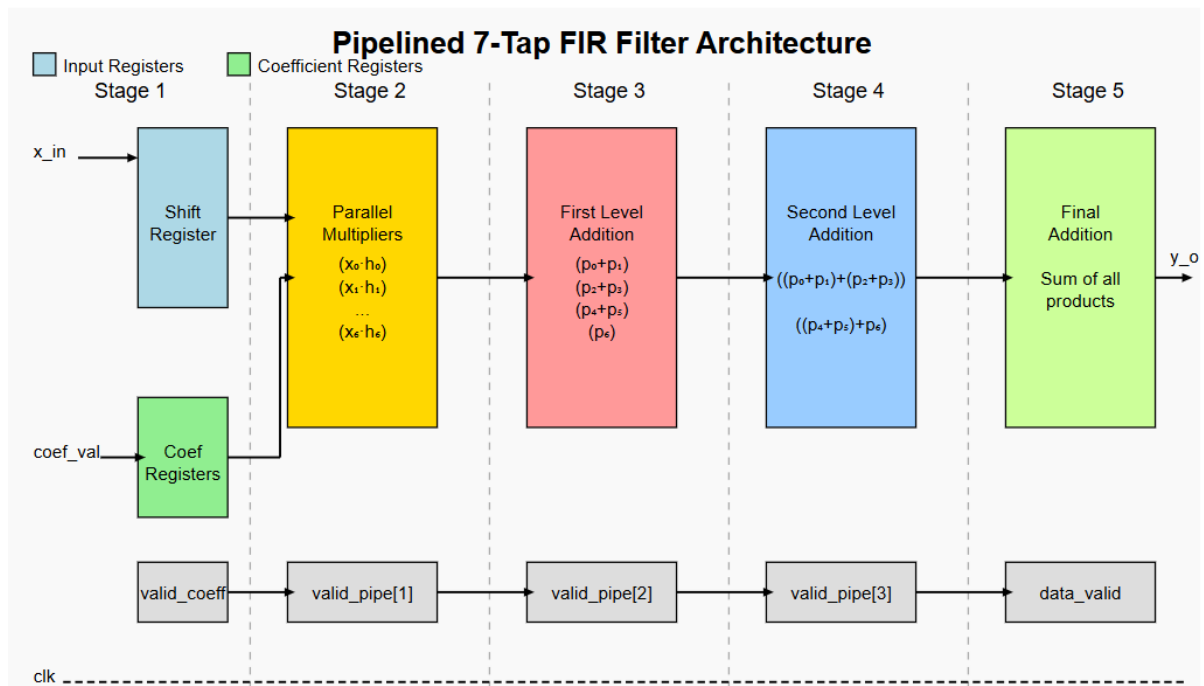 Pipelined 7-Tap FIR Filter Architecture
Input Registers
Coefficient Registers
Stage 1
Stage 2
Stage 3
Stage 4
Stage 5
x_in
Shift
Register
Parallel
Multipliers
(x₀·h₀)
(x₁·h₁)
...
(x₆·h₆)
First Level
Addition
(p₀+p₁)
(p₂+p₃)
(p₄+p₅)
(p₆)
Second Level
Addition
((p₀+p₁)+(p₂+p₃))
((p₄+p₅)+p₆)
Final
Addition
Sum of all
products
y_o
coef_val
Coef
Registers
valid_coeff
valid_pipe[1]
valid_pipe[2]
valid_pipe[3]
data_valid
clk